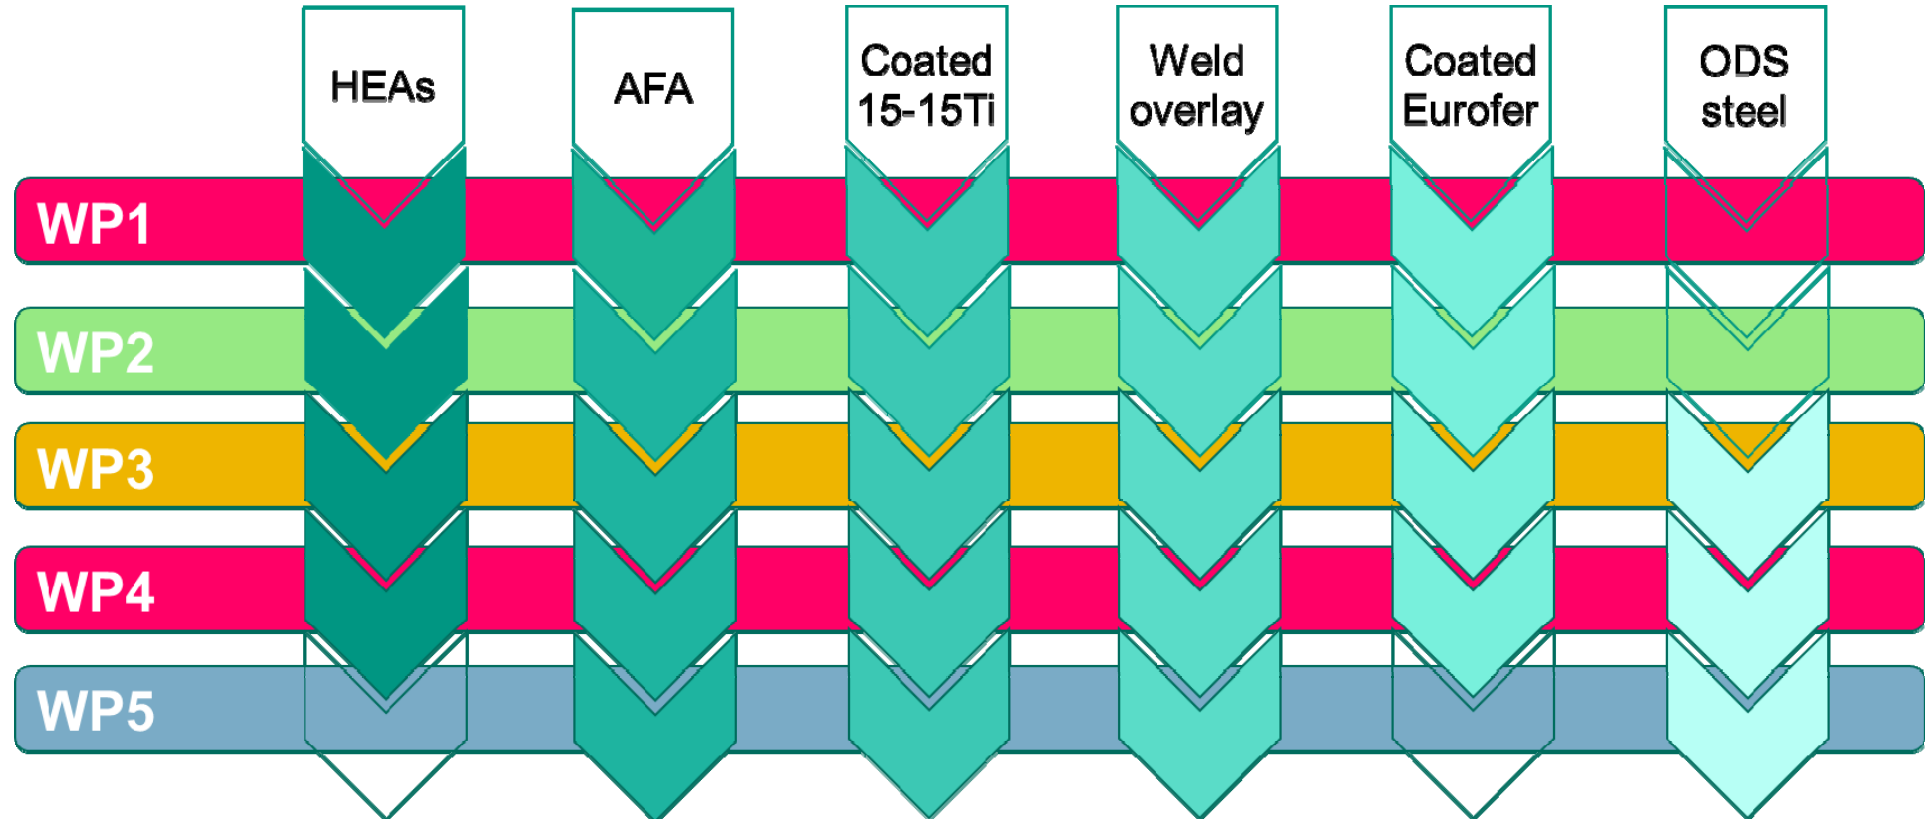 HEAs
AFA
Coated
15-15Ti
Weld
overlay
Coated
Eurofer
ODS
steel
WP1
WP2
WP3
WP4
WP5